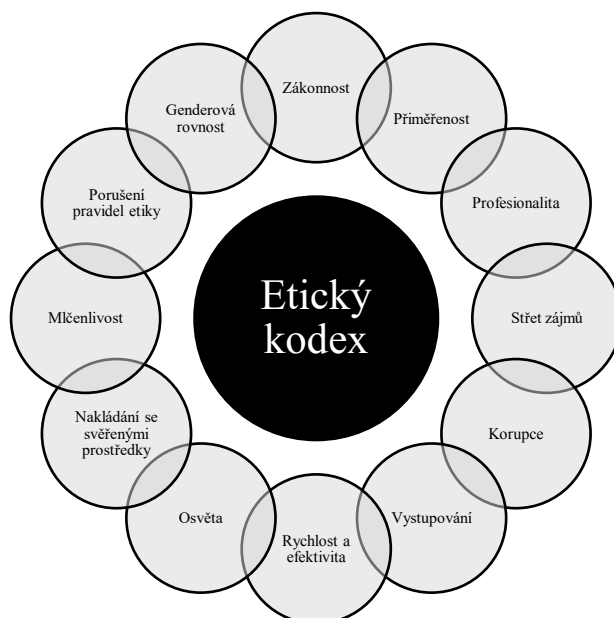 Zákonnost
Přiměřenost
Profesionalita
Střet zájmů
Korupce
Vystupování
Rychlost a
efektivita
Osvěta
Nakládání se
svěřenými
prostředky
Mlčenlivost
Porušení
pravidel etiky
Genderová
rovnost
Etický
kodex